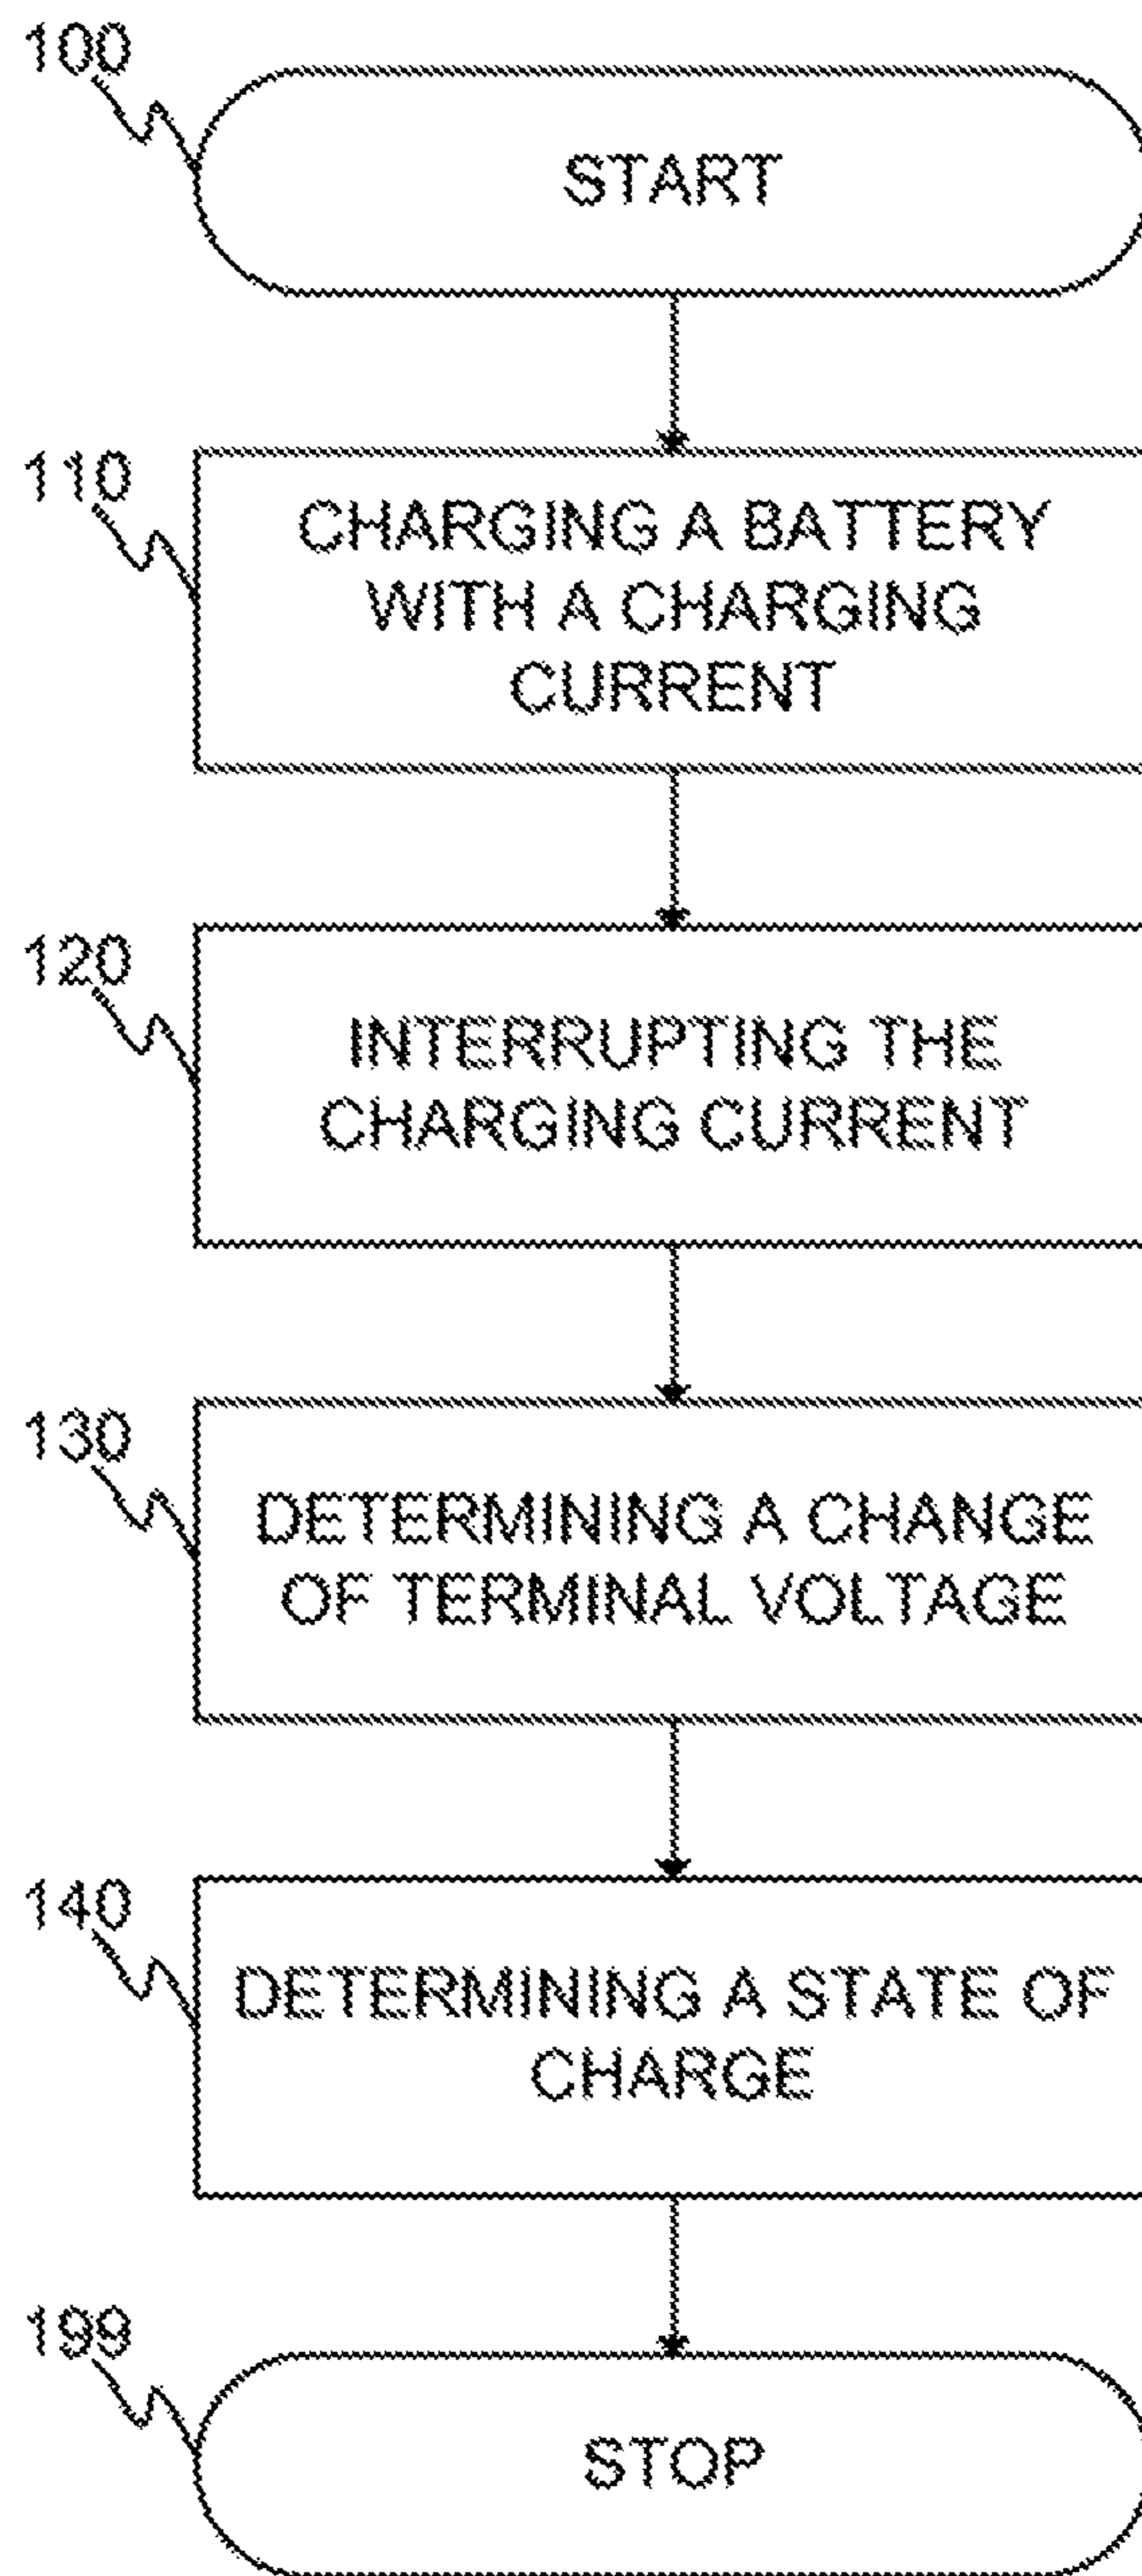 100
START
110
CHARGING A BATTERY
WITH A CHARGING
CURRENT
120
INTERRUPTING THE
CHARGING CURRENT
130
DETERMINING A CHANGE
OF TERMINAL VOLTAGE
140
DETERMINING A STATE OF
CHARGE
199
STOP